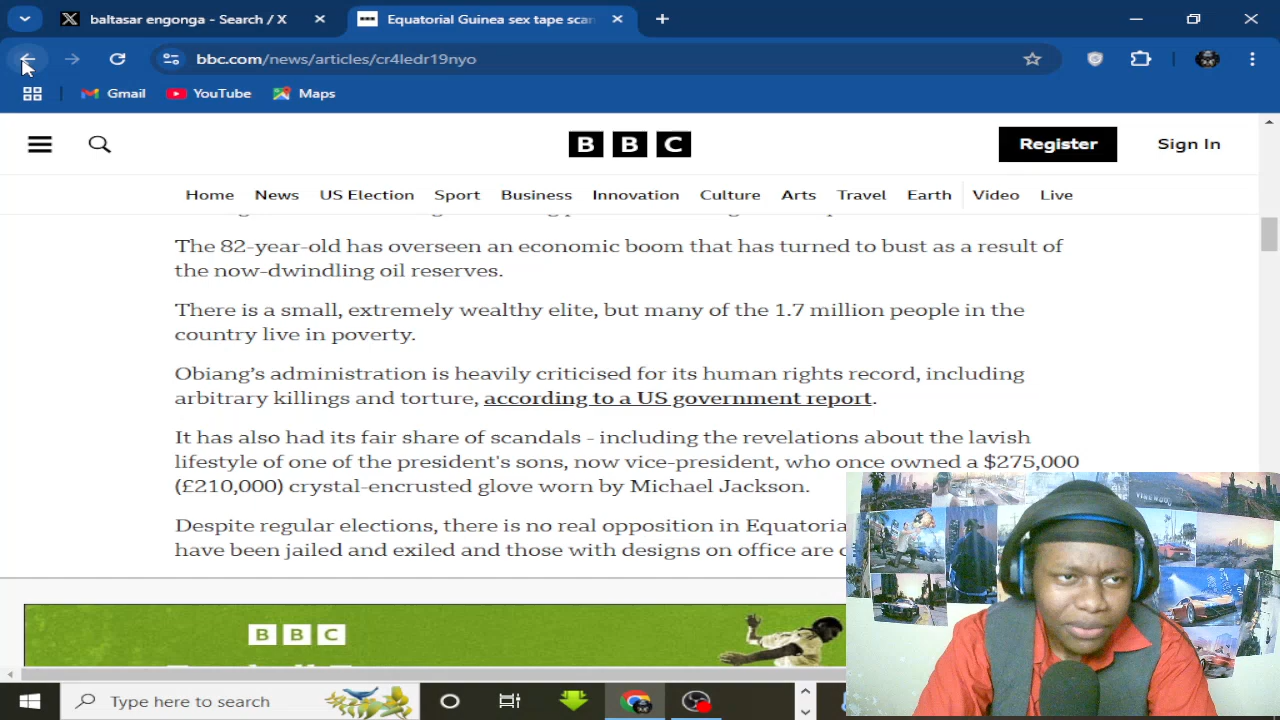 baltasar engonga - Search / X
Equatorial Guinea sex tape scan
bbc.com/news/articles/cr4ledr19nyo
Gmail
YouTube
Maps
BBC
Register
Sign In
Home News US Election Sport Business Innovation Culture Arts Travel Earth Video Live
The 82-year-old has overseen an economic boom that has turned to bust as a result of
the now-dwindling oil reserves.
There is a small, extremely wealthy elite, but many of the 1.7 million people in the
country live in poverty.
Obiang's administration is heavily criticised for its human rights record, including
arbitrary killings and torture, according to a US government report.
It has also had its fair share of scandals - including the revelations about the lavish
lifestyle of one of the president's sons, now vice-president, who once owned a $275,000
(£210,000) crystal-encrusted glove worn by Michael Jackson.
Despite regular elections, there is no real opposition in
have been jailed and exiled and those with designs on office are
BBC
Type here to search